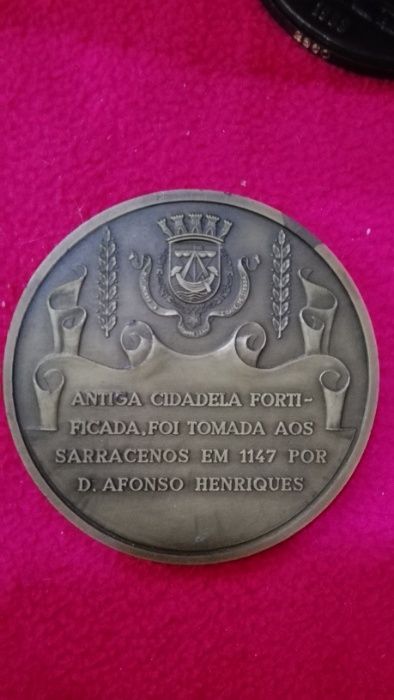 ANTIGA CIDADELA FORTI-
FICADA, FOI TOMADA AOS
SARRACENOS EM 1147 POR
D. AFONSO HENRIQUES